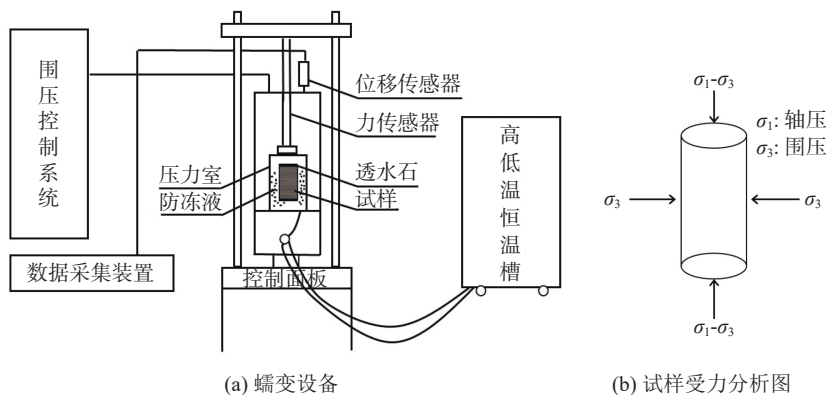 围压控制系统
位移传感器
力传感器
压力室
防冻液
透水石
试样
高低温恒温槽
数据采集装置
控制面板
(a) 蠕变设备
σ1-σ3
σ1: 轴压
σ3: 围压
σ3
σ3
σ1-σ3
(b) 试样受力分析图